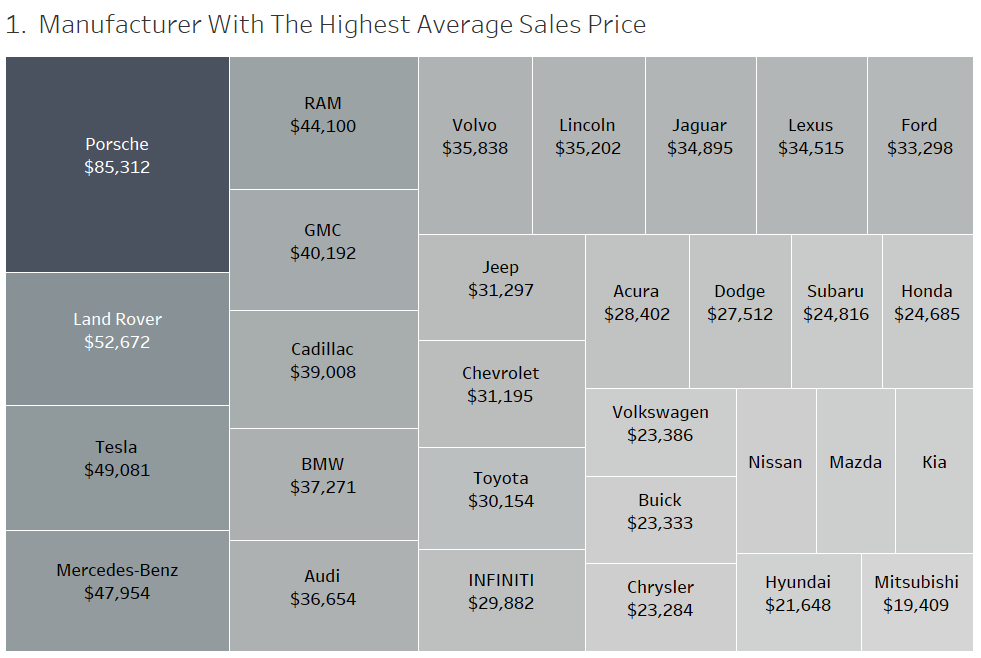 1. Manufacturer With The Highest Average Sales Price
Porsche
$85,312
Land Rover
$52,672
Tesla
$49,081
Mercedes-Benz
$47,954
RAM
$44,100
GMC
$40,192
Cadillac
$39,008
BMW
$37,271
Audi
$36,654
Volvo
$35,838
Lincoln
$35,202
Jaguar
$34,895
Lexus
$34,515
Ford
$33,298
Jeep
$31,297
Chevrolet
$31,195
Toyota
$30,154
INFINITI
$29,882
Acura
$28,402
Dodge
$27,512
Subaru
$24,816
Honda
$24,685
Volkswagen
$23,386
Buick
$23,333
Chrysler
$23,284
Nissan
Mazda
Kia
Hyundai
$21,648
Mitsubishi
$19,409